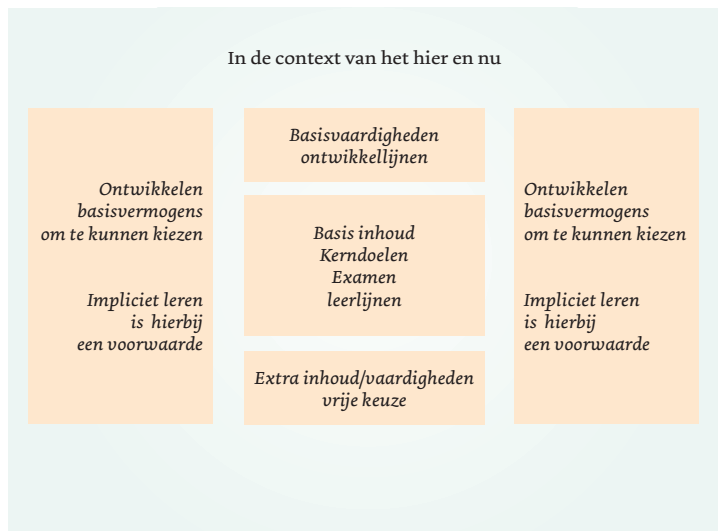 In de context van het hier en nu
Ontwikkelen
basisvermogens
om te kunnen kiezen
Impliciet leren
is hierbij
een voorwaarde
Basisvaardigheden
ontwikkellijnen
Basis inhoud
Kerndoelen
Examen
leerlijnen
Extra inhoud/vaardigheden
vrije keuze
Ontwikkelen
basisvermogens
om te kunnen kiezen
Impliciet leren
is hierbij
een voorwaarde